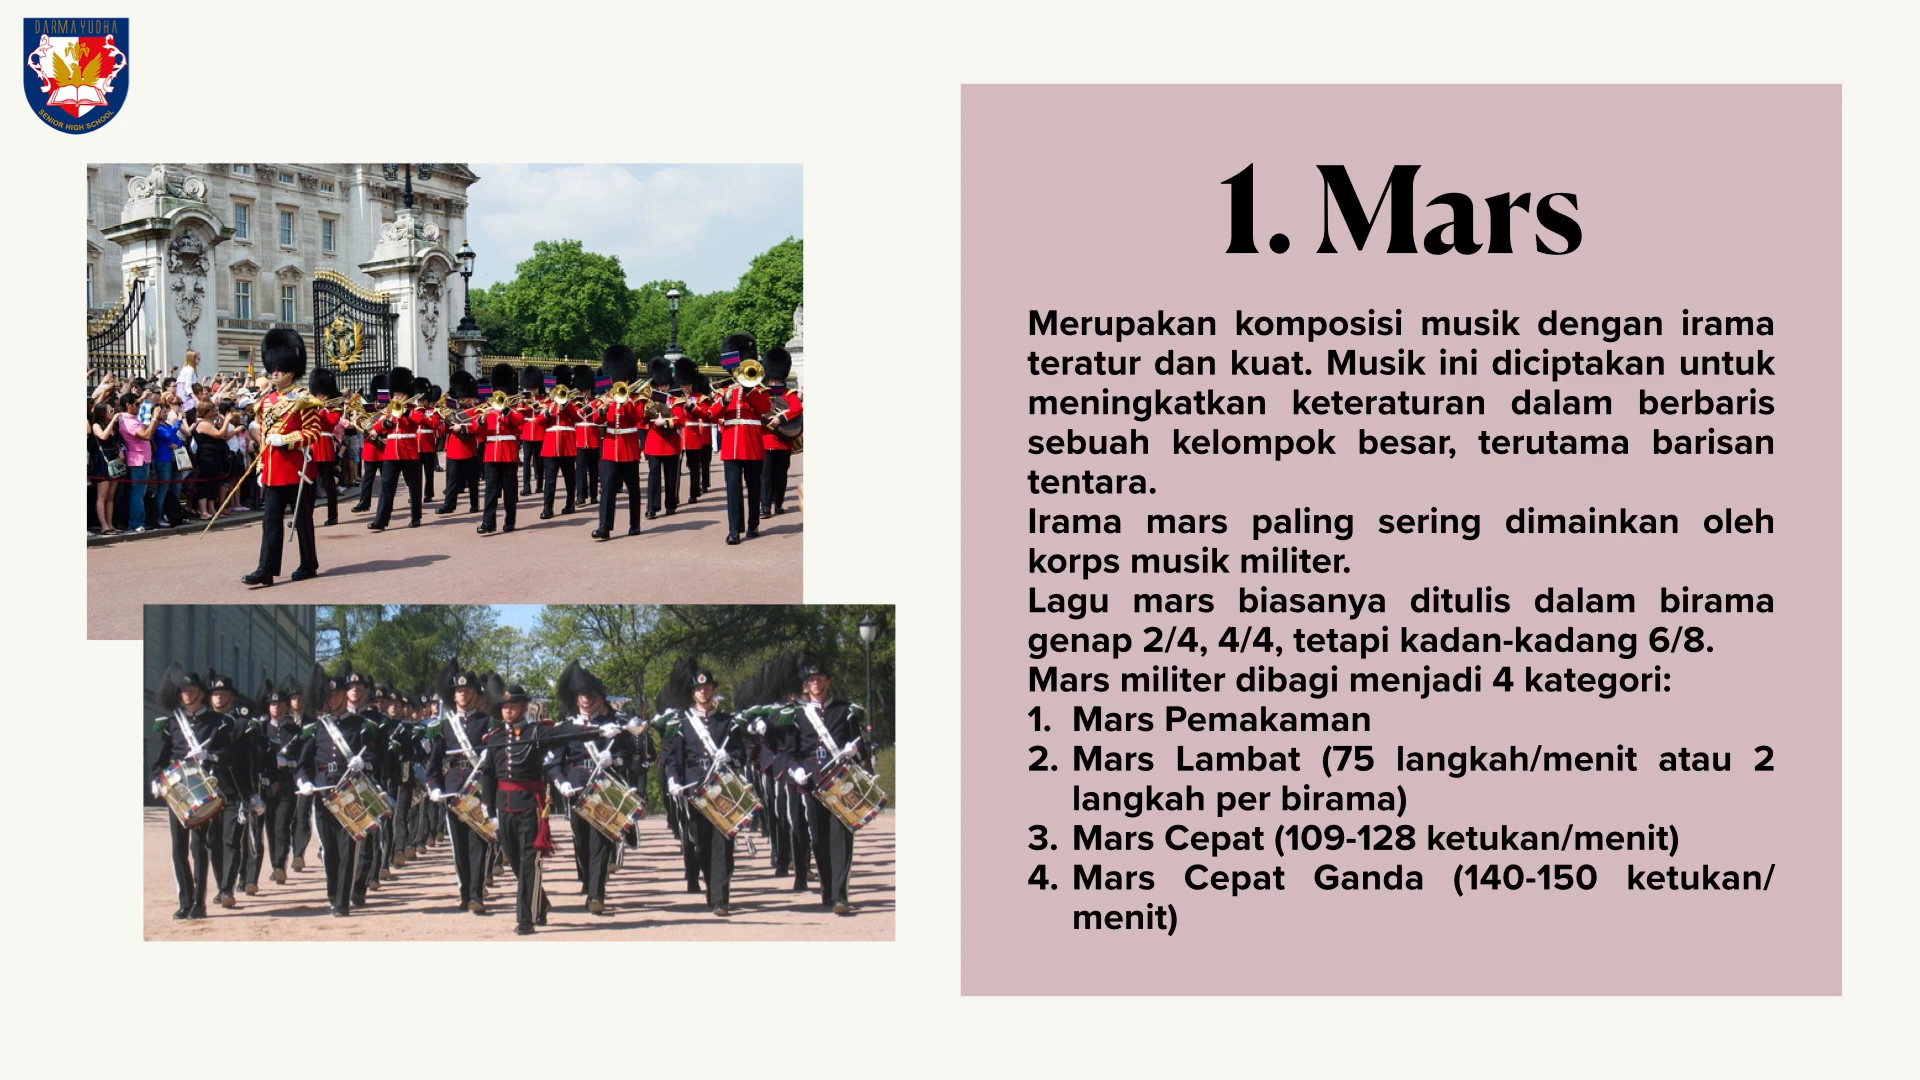 DARMAYUDHA
SENIOR HIGH SCHOOL
1. Mars
Merupakan komposisi musik dengan irama
teratur dan kuat. Musik ini diciptakan untuk
meningkatkan keteraturan dalam berbaris
sebuah kelompok besar, terutama barisan
tentara.
Irama mars paling sering dimainkan oleh
korps musik militer.
Lagu mars biasanya ditulis dalam birama
genap 2/4, 4/4, tetapi kadan-kadang 6/8.
Mars militer dibagi menjadi 4 kategori:
1. Mars Pemakaman
2. Mars Lambat (75 langkah/menit atau 2
langkah per birama)
3. Mars Cepat (109-128 ketukan/menit)
4. Mars Cepat Ganda (140-150 ketukan/
menit)